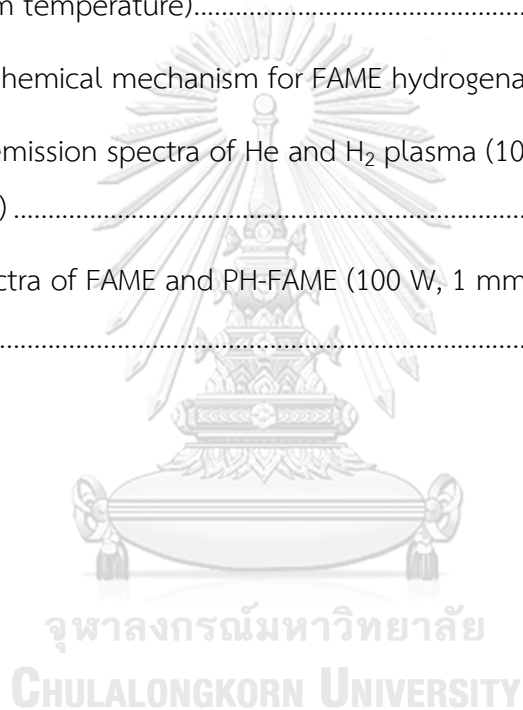 m temperature)..................................................
hemical mechanism for FAME hydrogena
emission spectra of He and H₂ plasma (10
) ..............................................................................
ctra of FAME and PH-FAME (100 W, 1 mm
................................................................................
จุฬาลงกรณ์มหาวิทยาลัย
CHULALONGKORN UNIVERSITY